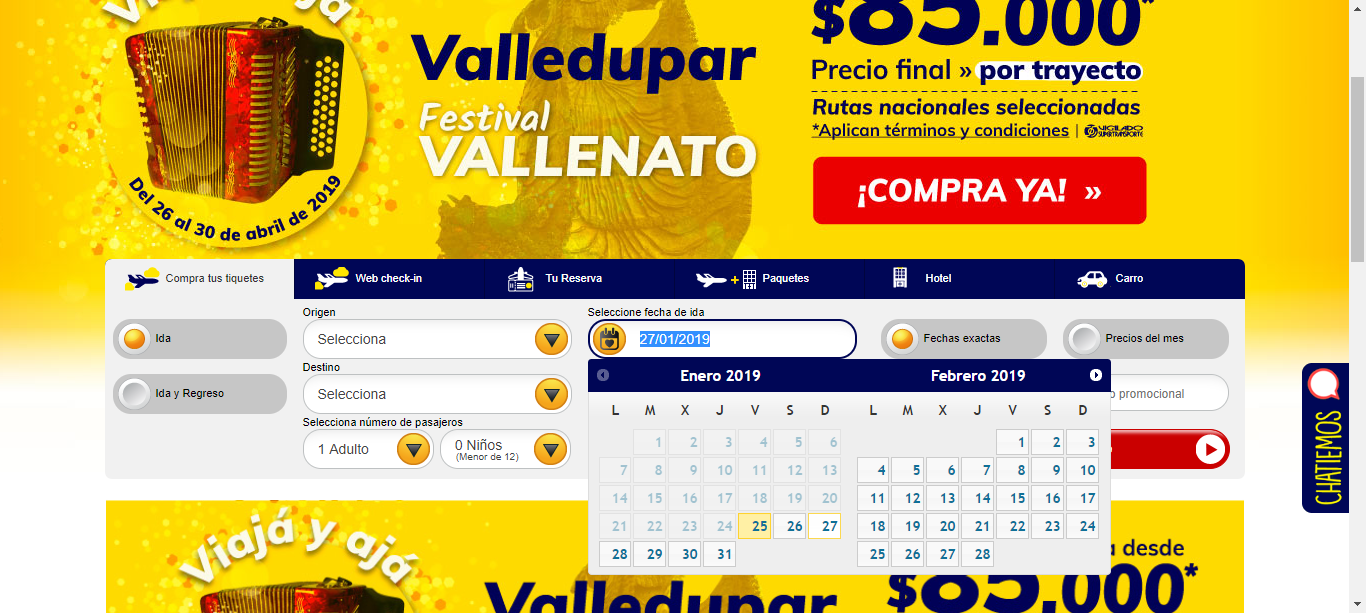 Viajá y ajá
Valledupar
Festival
VALLENATO
Del 26 al 30 de abril de 2019
$85.000*
Precio final » por trayecto
Rutas nacionales seleccionadas
*Aplican términos y condiciones | VIGILADO
SUPERTRANSPORTE
¡COMPRA YA! »
Compra tus tiquetes
Web check-in
Tu Reserva
Paquetes
Hotel
Carro
Ida
Ida y Regreso
Origen
Selecciona
Destino
Selecciona
Selecciona número de pasajeros
1 Adulto
0 Niños
(Menor de 12)
Seleccione fecha de ida
27/01/2019
Fechas exactas
Precios del mes
promocional
Enero 2019
L M X J V S D
1 2 3 4 5 6
7 8 9 10 11 12 13
14 15 16 17 18 19 20
21 22 23 24 25 26 27
28 29 30 31
Febrero 2019
L M X J V S D
1 2 3
4 5 6 7 8 9 10
11 12 13 14 15 16 17
18 19 20 21 22 23 24
25 26 27 28
CHATIEMOS
Viajá y ajá
Valledupar
desde
$85.000*